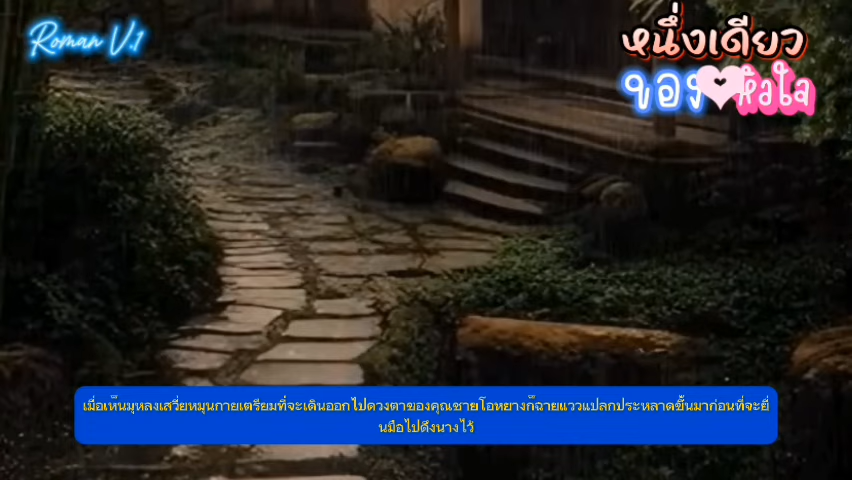 Roman V.1
หนึ่งเดียว
ของหัวใจ
เมื่อเห็นมุหลงเสวี่ยหมุนกายเตรียมที่จะเดินออกไปดวงตาของคุณชายโอหยางก็ฉายแววแปลกประหลาดขึ้นมาก่อนที่จะยื่
นมือไปดึงนางไว้